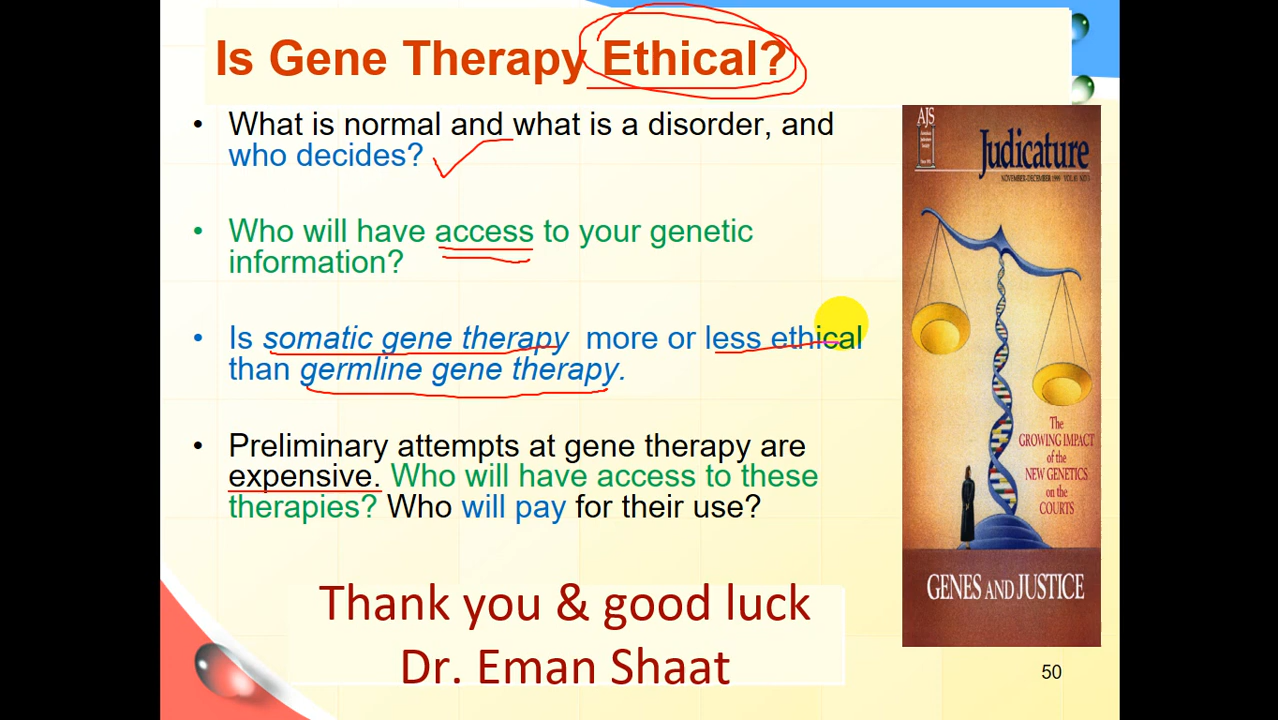 Is Gene Therapy Ethical?
• What is normal and what is a disorder, and
who decides?
• Who will have access to your genetic
information?
• Is somatic gene therapy more or less ethical
than germline gene therapy.
• Preliminary attempts at gene therapy are
expensive. Who will have access to these
therapies? Who will pay for their use?
Thank you & good luck
Dr. Eman Shaat
AJS
Judicature
The
GROWING IMPACT
of the
NEW GENETICS
on the
COURTS
GENES AND JUSTICE
50